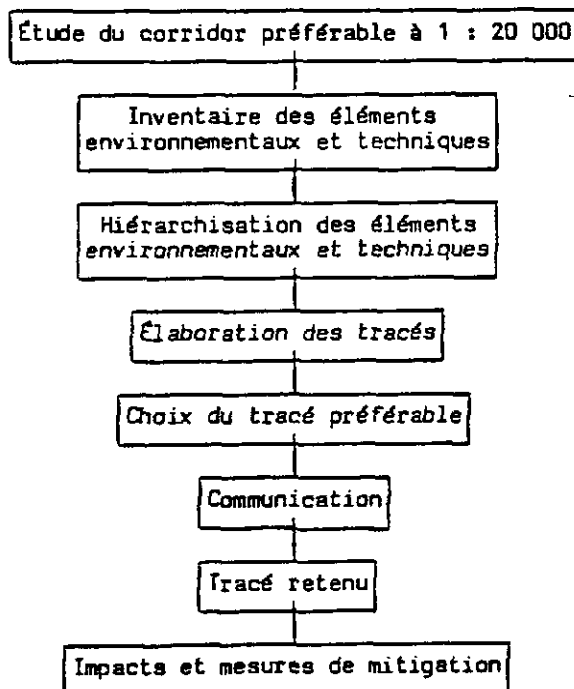 Étude du corridor préférable à 1 : 20 000
Inventaire des éléments
environnementaux et techniques
Hiérarchisation des éléments
environnementaux et techniques
Élaboration des tracés
Choix du tracé préférable
Communication
Tracé retenu
Impacts et mesures de mitigation